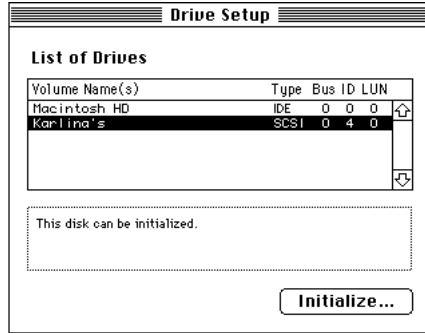 Drive Setup
List of Drives
Volume Name(s) Type Bus ID LUN
Macintosh HD IDE 0 0 0
Karlina's SCSI 0 4 0
This disk can be initialized.
Initialize...